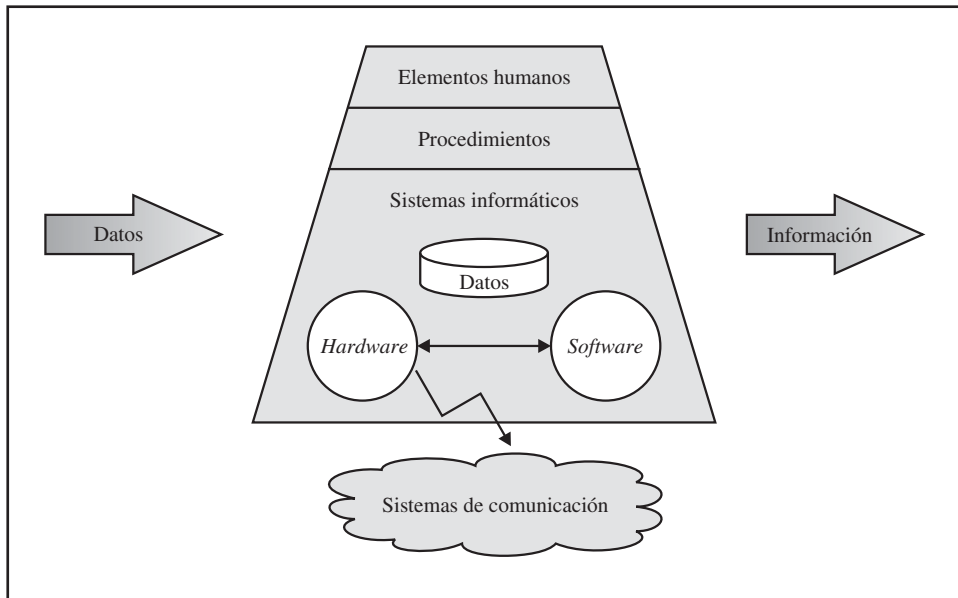 Elementos humanos
Procedimientos
Sistemas informáticos
Datos
Información
Datos
Hardware
Software
Sistemas de comunicación